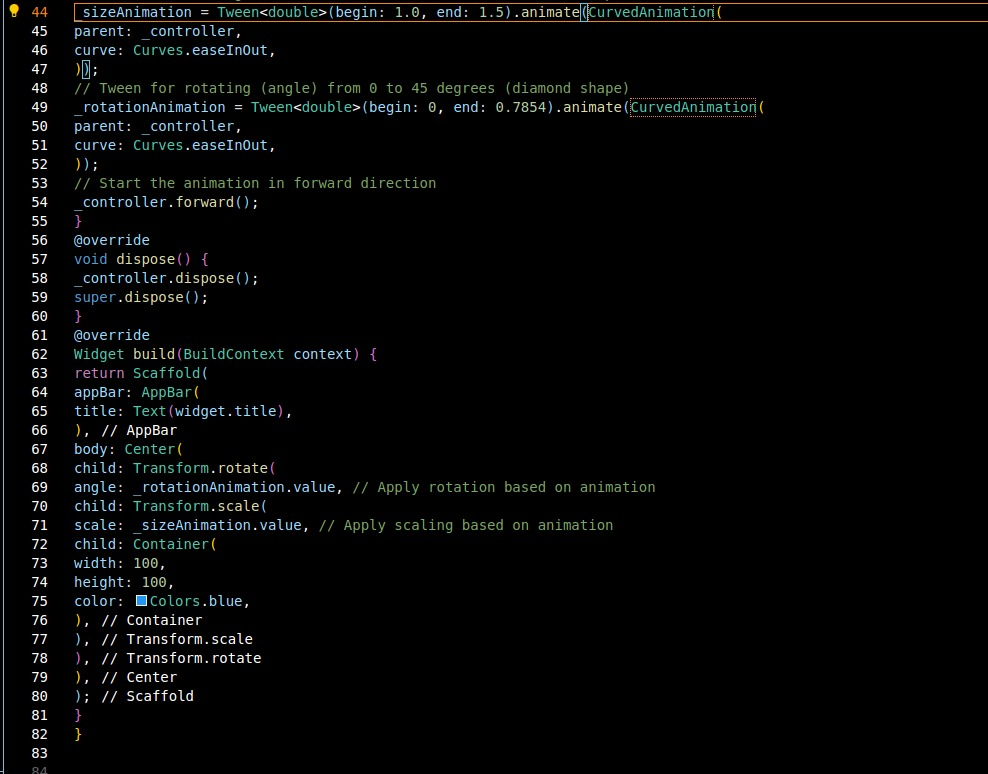 44 _sizeAnimation = Tween<double>(begin: 1.0, end: 1.5).animate(CurvedAnimation(
45 parent: _controller,
46 curve: Curves.easeInOut,
47 ));
48 // Tween for rotating (angle) from 0 to 45 degrees (diamond shape)
49 _rotationAnimation = Tween<double>(begin: 0, end: 0.7854).animate(CurvedAnimation(
50 parent: _controller,
51 curve: Curves.easeInOut,
52 ));
53 // Start the animation in forward direction
54 _controller.forward();
55 }
56 @override
57 void dispose() {
58 _controller.dispose();
59 super.dispose();
60 }
61 @override
62 Widget build(BuildContext context) {
63 return Scaffold(
64 appBar: AppBar(
65 title: Text(widget.title),
66 ), // AppBar
67 body: Center(
68 child: Transform.rotate(
69 angle: _rotationAnimation.value, // Apply rotation based on animation
70 child: Transform.scale(
71 scale: _sizeAnimation.value, // Apply scaling based on animation
72 child: Container(
73 width: 100,
74 height: 100,
75 color: Colors.blue,
76 ), // Container
77 ), // Transform.scale
78 ), // Transform.rotate
79 ), // Center
80 ); // Scaffold
81 }
82 }
83
84